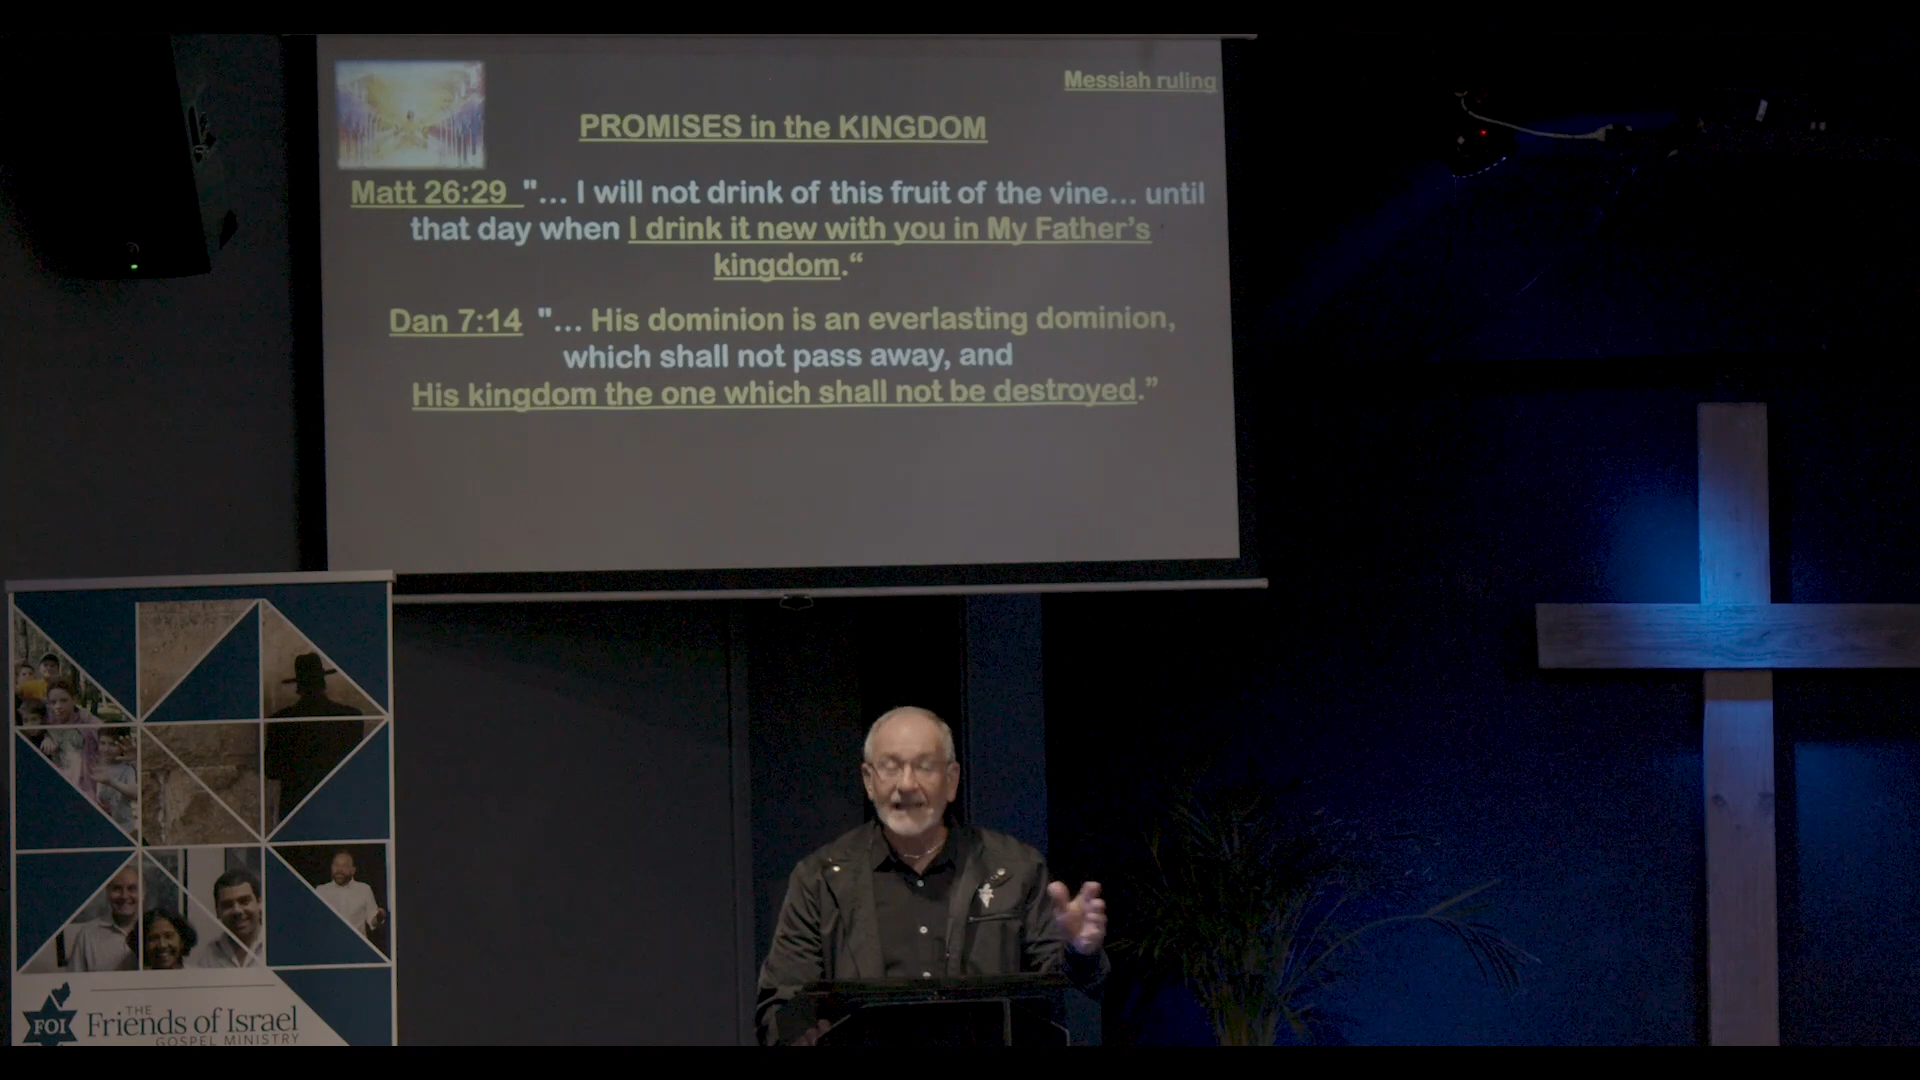 Messiah ruling
PROMISES in the KINGDOM
Matt 26:29 "... I will not drink of this fruit of the vine... until
that day when I drink it new with you in My Father’s
kingdom.“
Dan 7:14 "... His dominion is an everlasting dominion,
which shall not pass away, and
His kingdom the one which shall not be destroyed.”
FOI
THE
Friends of Israel
GOSPEL MINISTRY